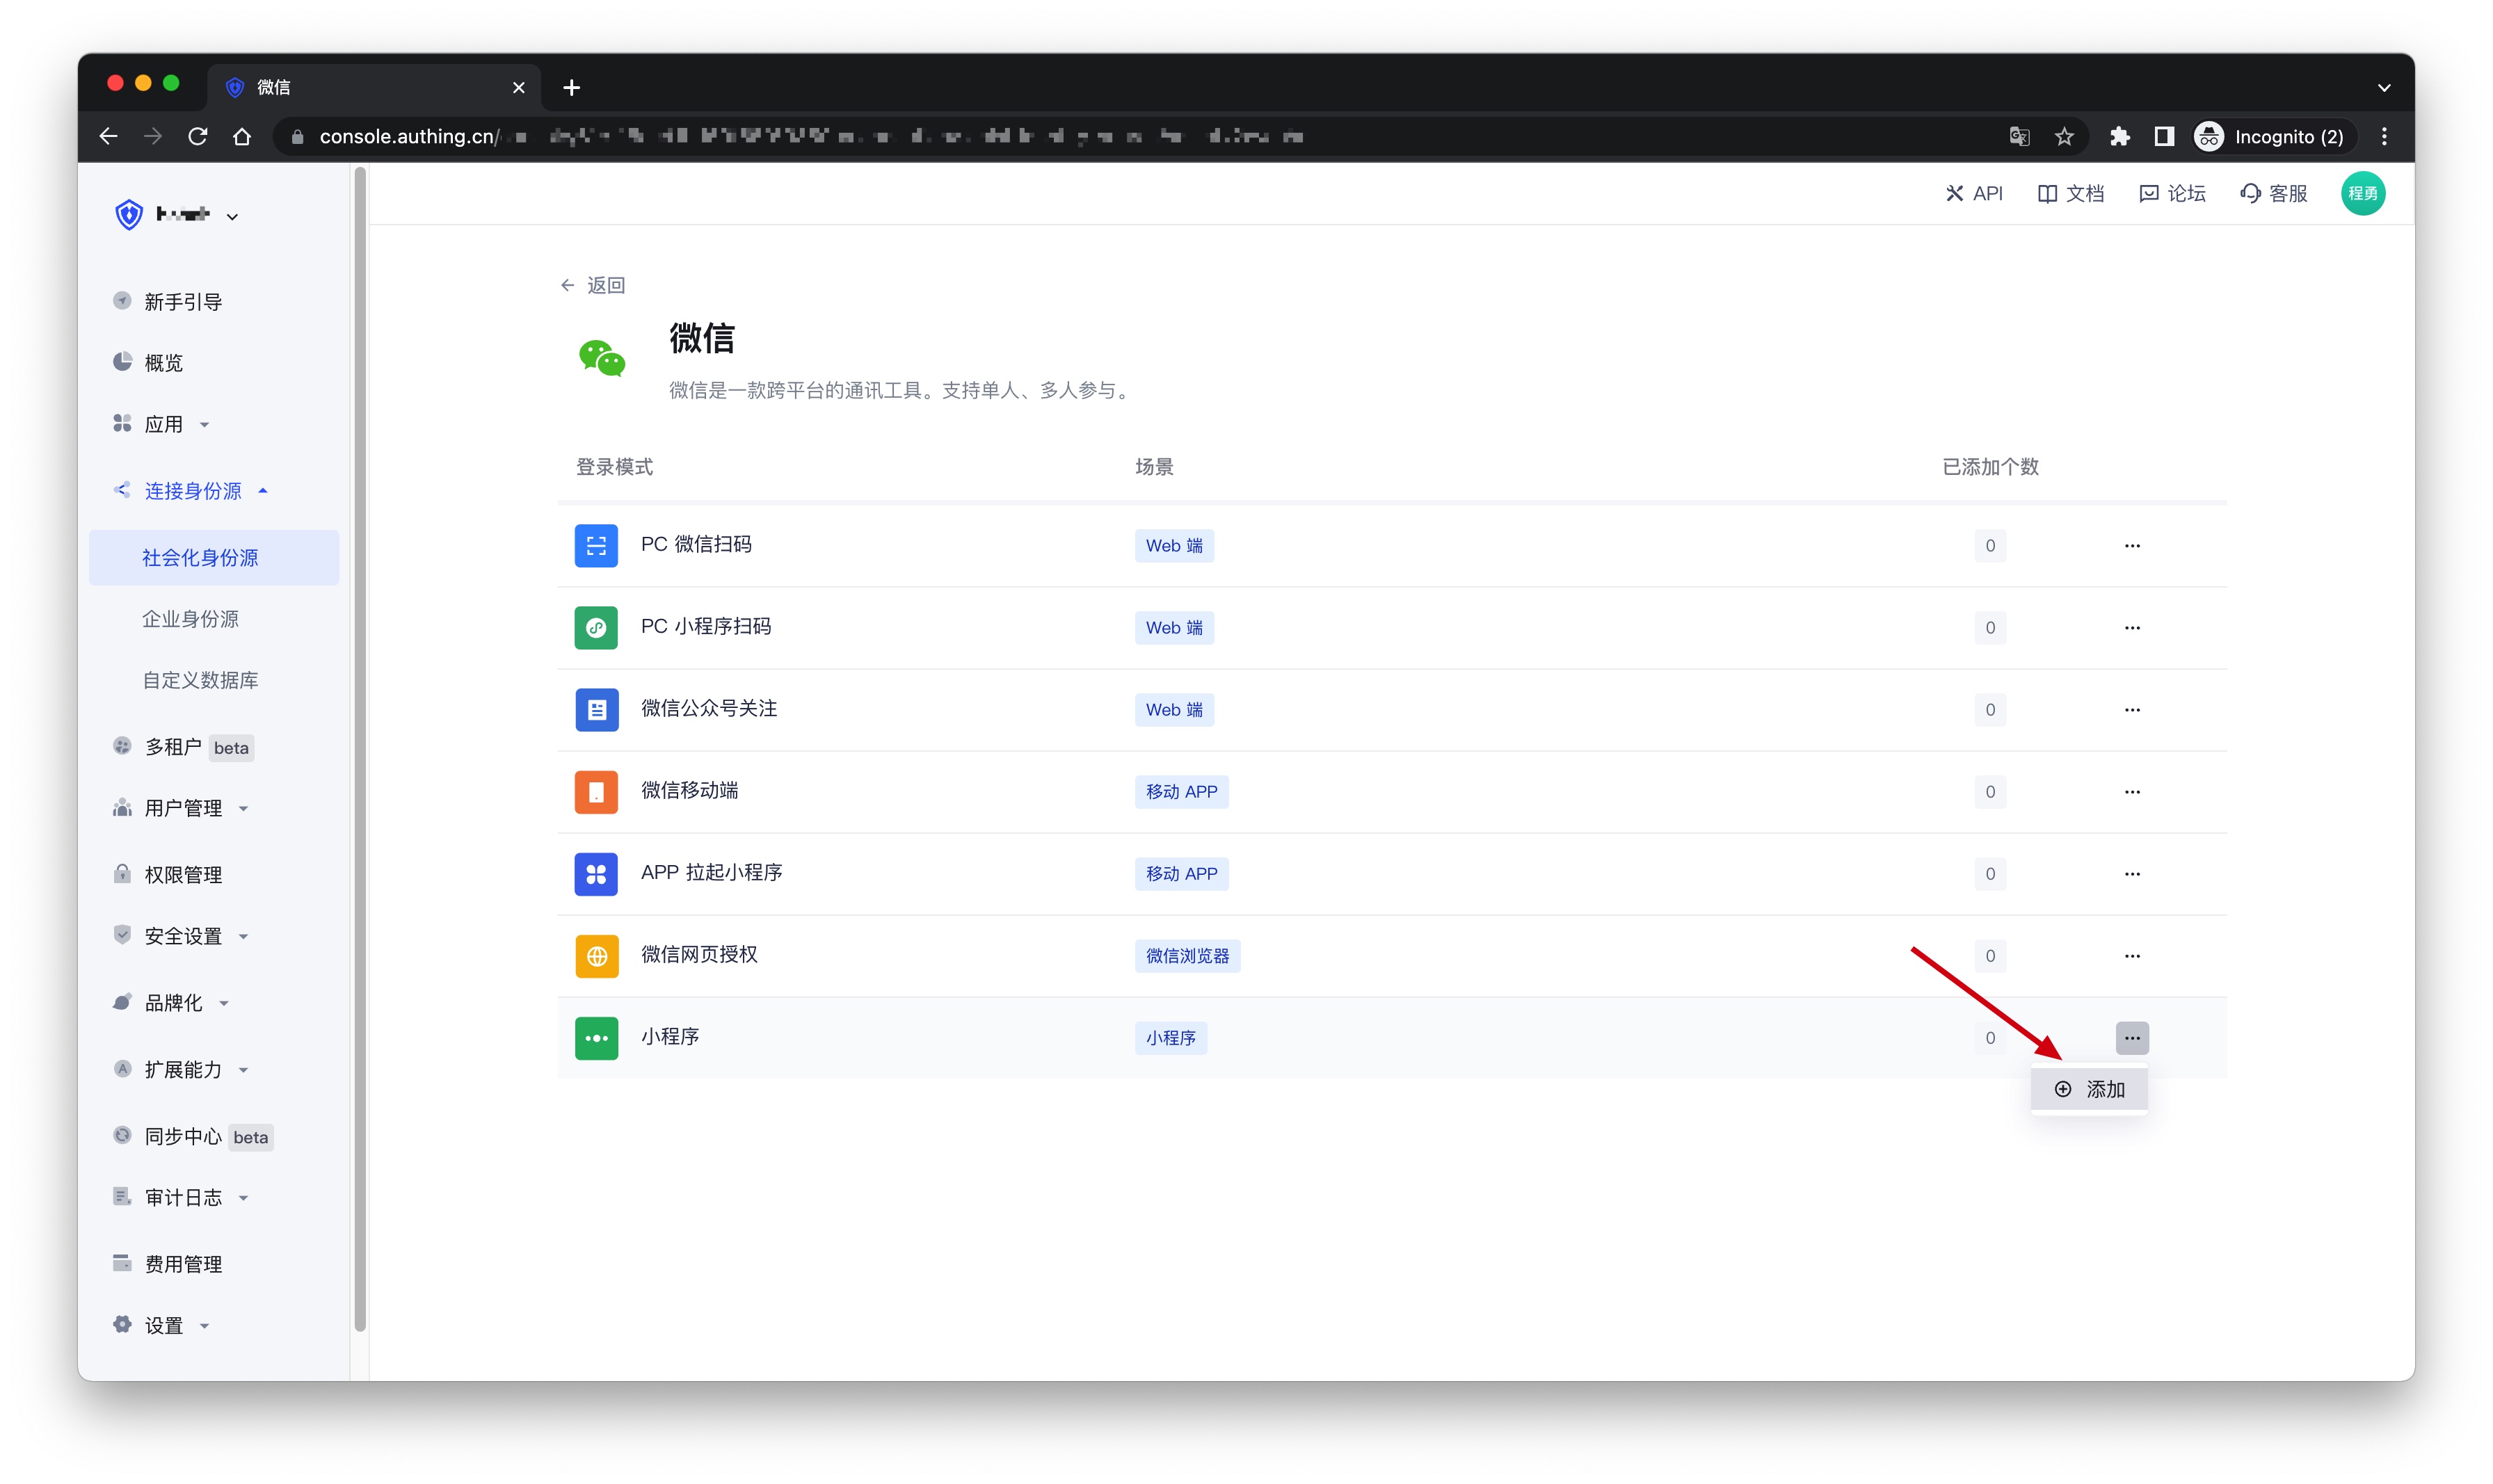 微信
console.authing.cn/
Incognito (2)
API
文档
论坛
客服
程勇
新手引导
概览
应用
连接身份源
社会化身份源
企业身份源
自定义数据库
多租户 beta
用户管理
权限管理
安全设置
品牌化
扩展能力
同步中心 beta
审计日志
费用管理
设置
返回
微信
微信是一款跨平台的通讯工具。支持单人、多人参与。
登录模式 场景 已添加个数
PC 微信扫码 Web 端 0
PC 小程序扫码 Web 端 0
微信公众号关注 Web 端 0
微信移动端 移动 APP 0
APP 拉起小程序 移动 APP 0
微信网页授权 微信浏览器 0
小程序 小程序 0
添加